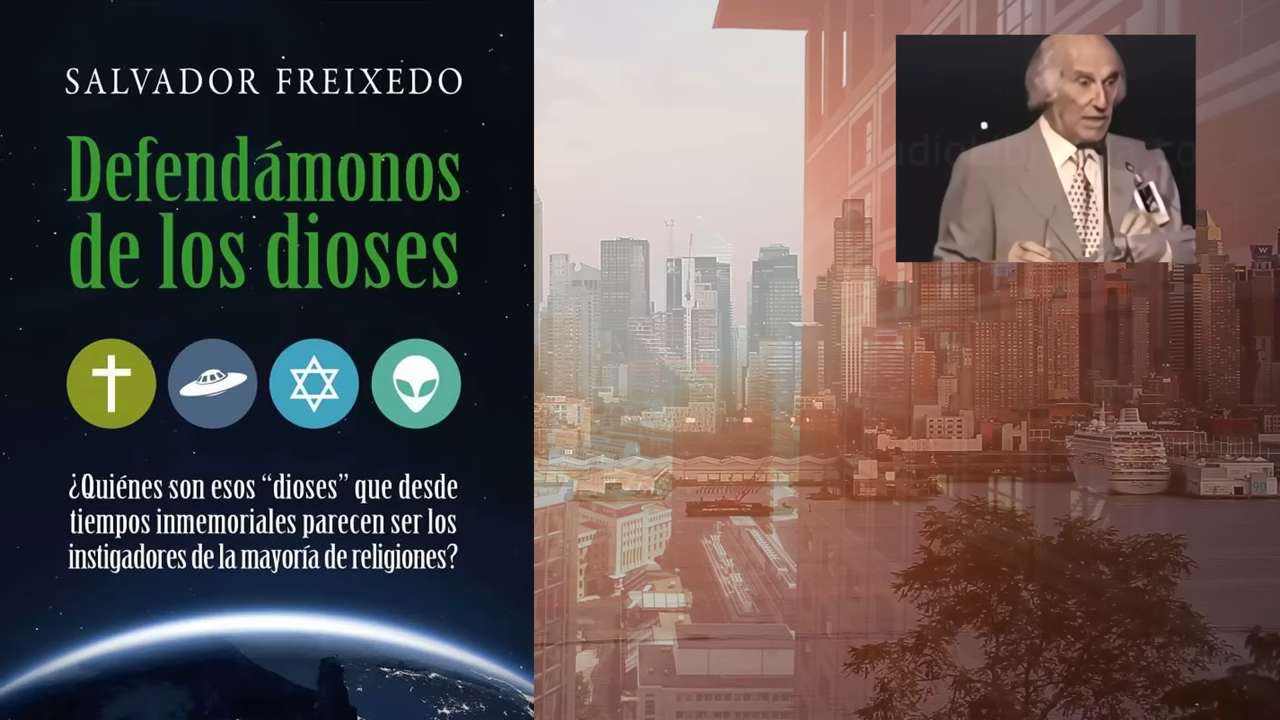 SALVADOR FREIXEDO
Defendámonos
de los dioses
¿Quiénes son esos “dioses” que desde
tiempos inmemoriales parecen ser los
instigadores de la mayoría de religiones?
W